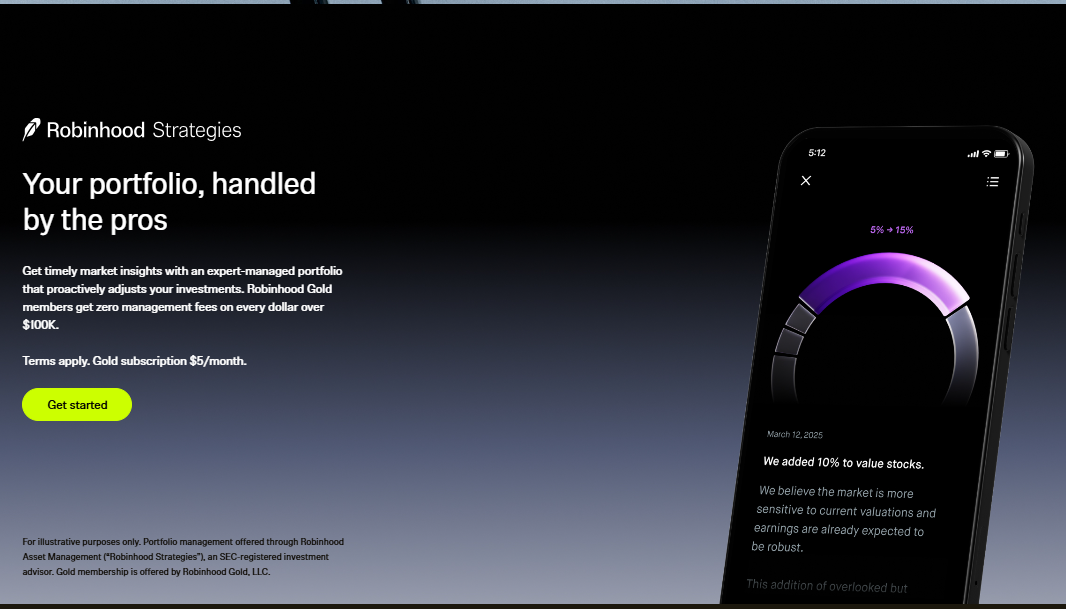 Robinhood Strategies
Your portfolio, handled
by the pros
Get timely market insights with an expert-managed portfolio
that proactively adjusts your investments. Robinhood Gold
members get zero management fees on every dollar over
$100K.
Terms apply. Gold subscription $5/month.
Get started
For illustrative purposes only. Portfolio management offered through Robinhood
Asset Management (“Robinhood Strategies”), an SEC-registered investment
advisor. Gold membership is offered by Robinhood Gold, LLC.
5:12
5% → 15%
March 12, 2025
We added 10% to value stocks.
We believe the market is more
sensitive to current valuations and
earnings are already expected to
be robust.
This addition of overlooked but